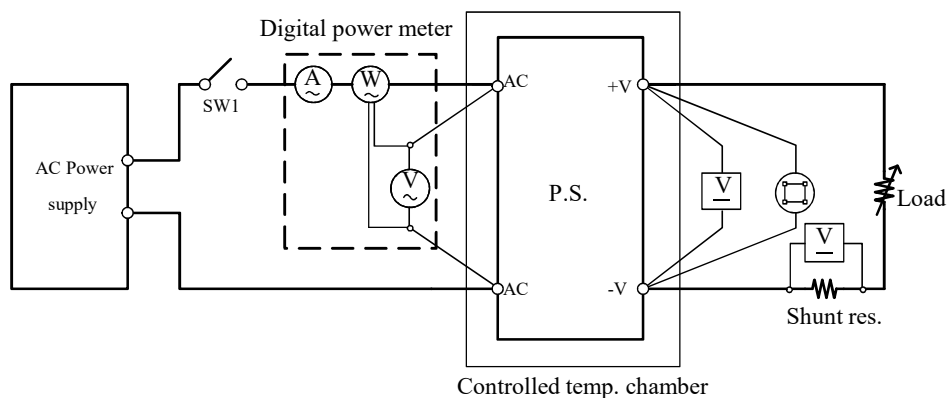 Digital power meter
A
W
AC
+V
SW1
AC Power
supply
V
P.S.
V
Load
V
AC
-V
Shunt res.
Controlled temp. chamber